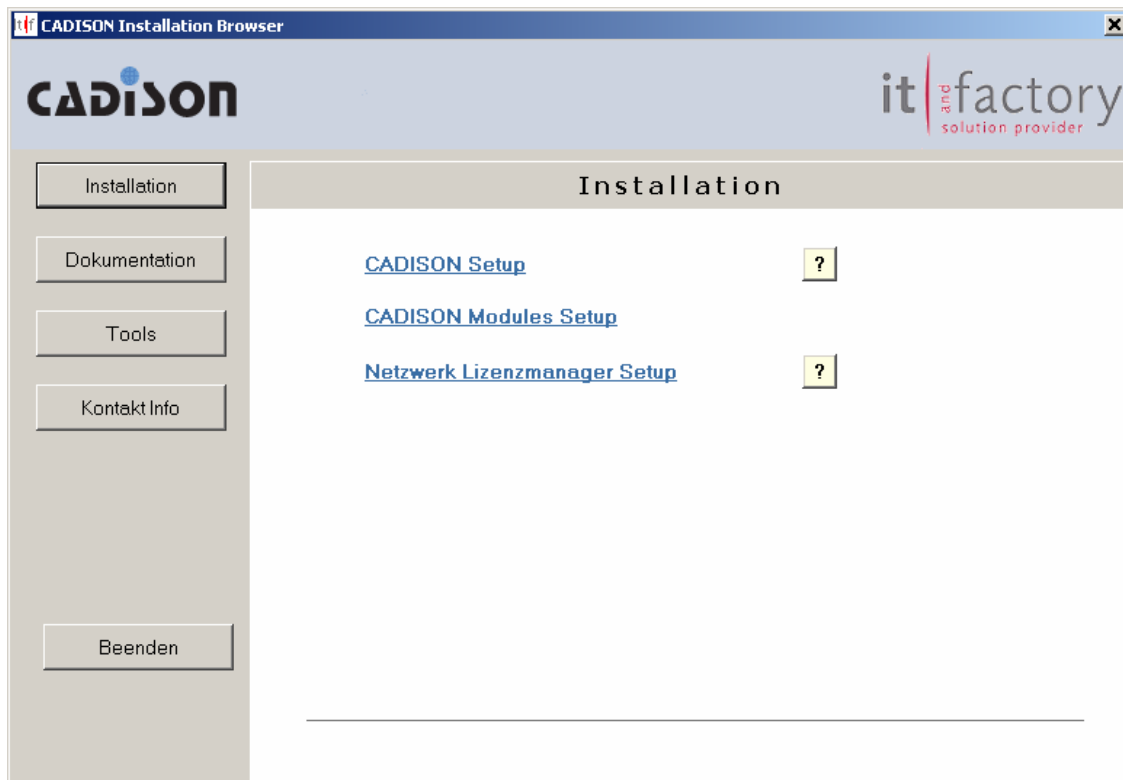 itf CADISON Installation Browser
CADISON
it and factory
solution provider
Installation
Dokumentation
Tools
Kontakt Info
Beenden
Installation
CADISON Setup ?
CADISON Modules Setup
Netzwerk Lizenzmanager Setup ?